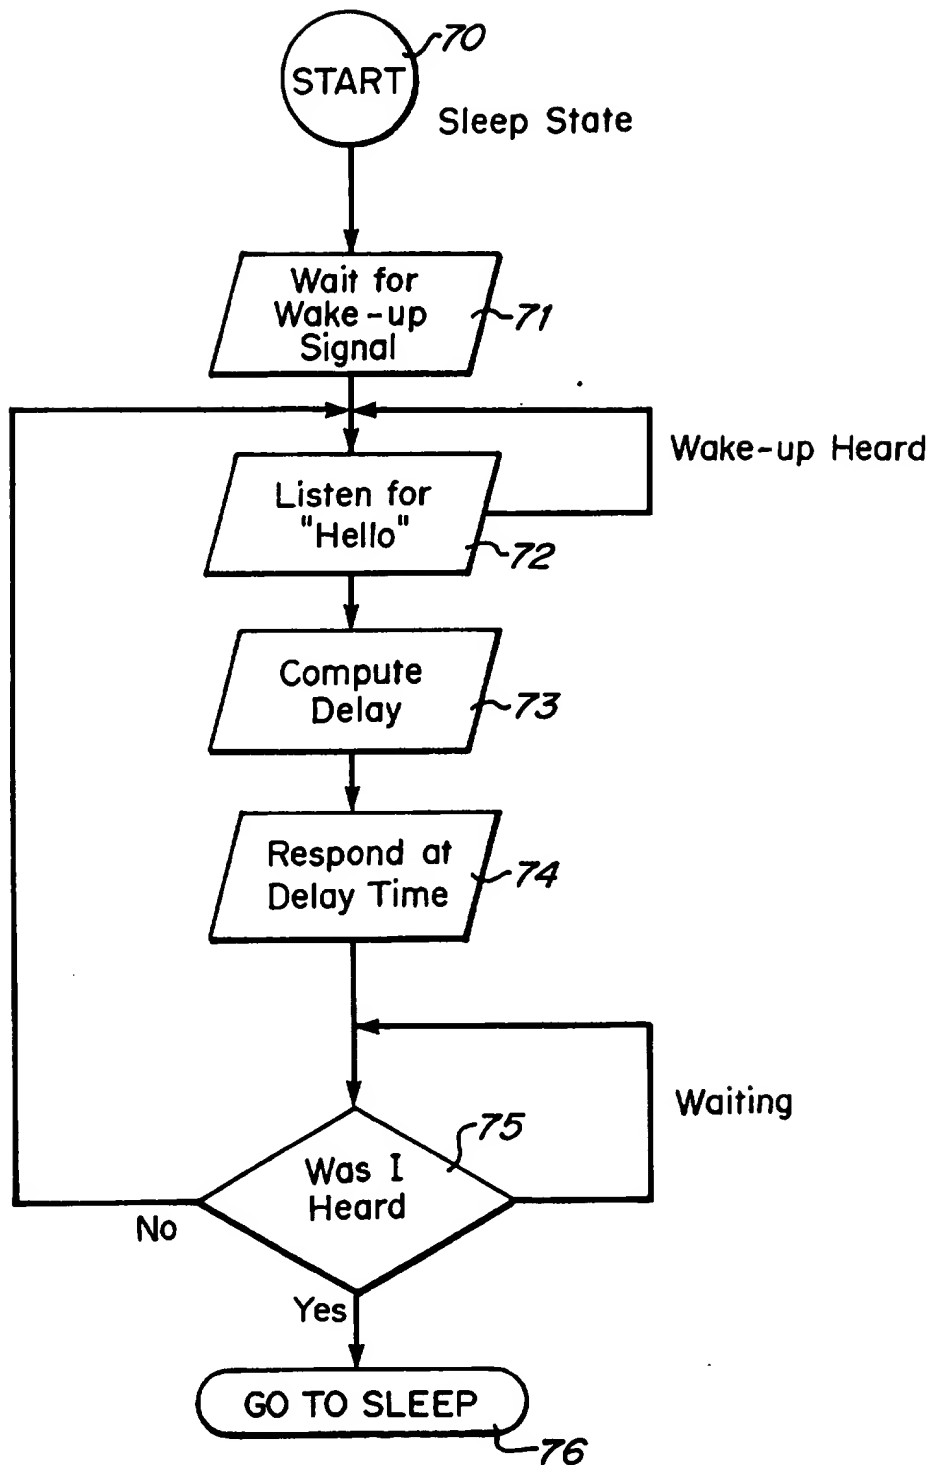 70
START
Sleep State
Wait for
Wake-up
Signal
71
Wake-up Heard
Listen for
"Hello"
72
Compute
Delay
73
Respond at
Delay Time
74
Waiting
75
Was I
Heard
No
Yes
GO TO SLEEP
76